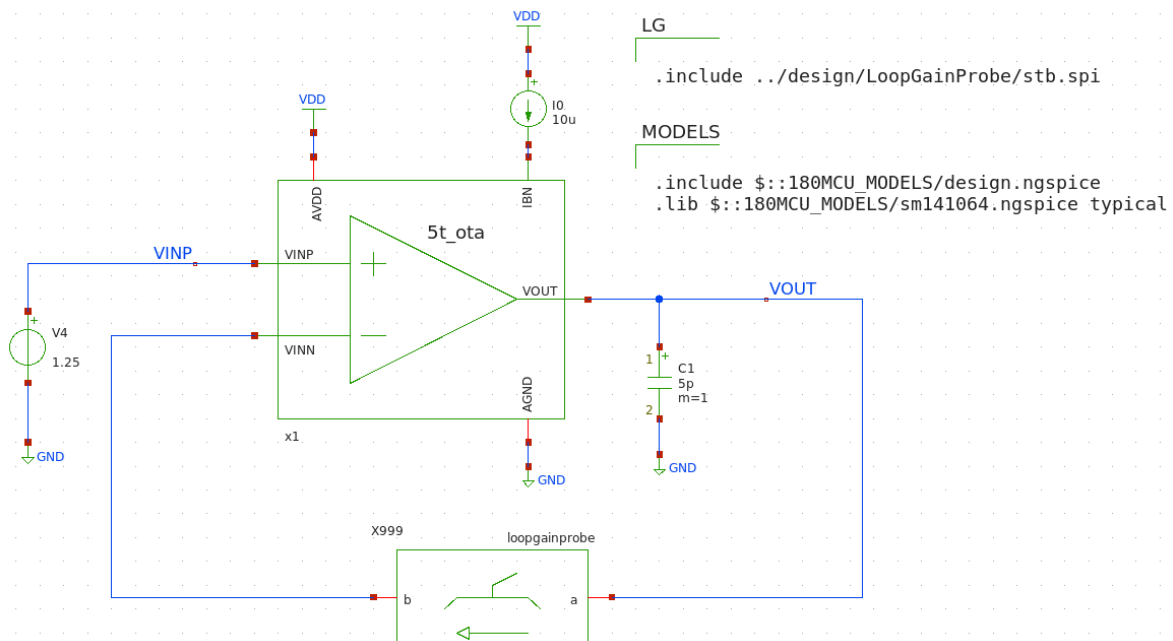 VDD
LG
.include ../design/LoopGainProbe/stb.spi
+
I0
10u
VDD
MODELS
.include $::180MCU_MODELS/design.ngspice
.lib $::180MCU_MODELS/sm141064.ngspice typical
AVDD
IBN
5t_ota
VINP
VINP
VOUT
VOUT
+
V4
1.25
VINN
1
+
C1
5p
m=1
2
AGND
x1
GND
GND
GND
X999
loopgainprobe
b
a